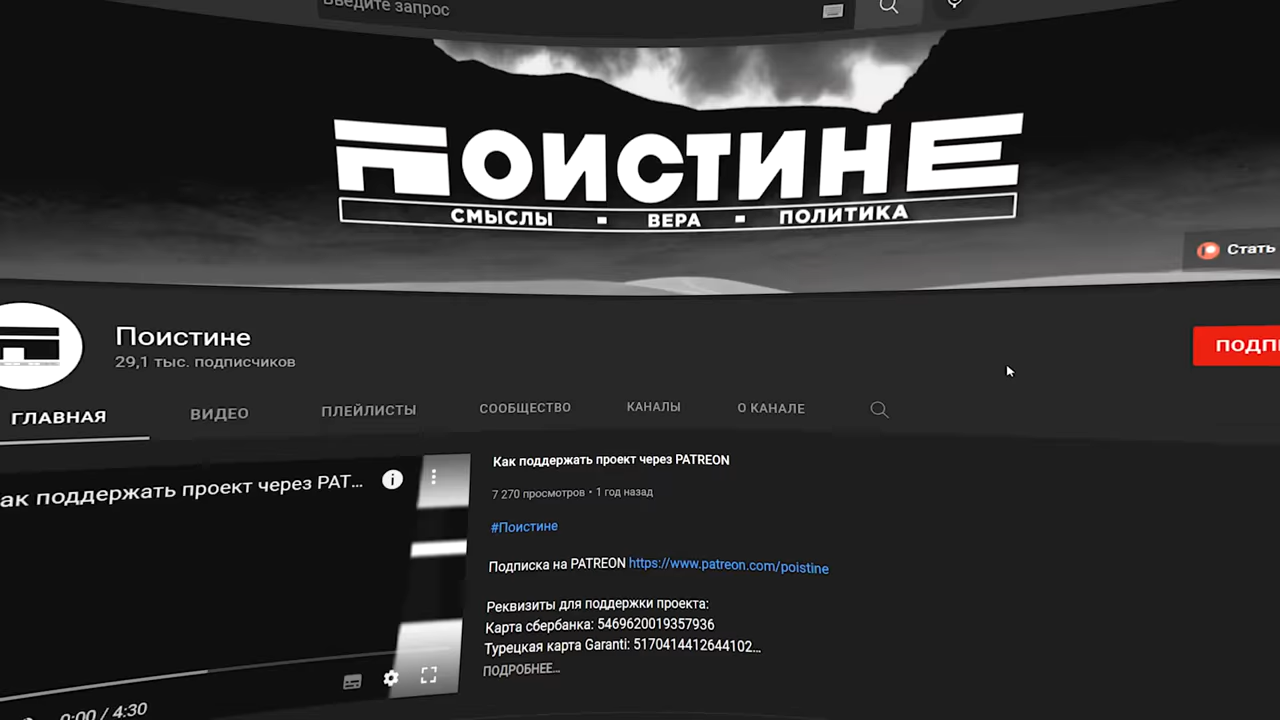 Введите запрос
ПОИСТИНЕ
СМЫСЛЫ - ВЕРА - ПОЛИТИКА
Стать
Поистине
29,1 тыс. подписчиков
ПОДПИ
ГЛАВНАЯ ВИДЕО ПЛЕЙЛИСТЫ СООБЩЕСТВО КАНАЛЫ О КАНАЛЕ
ак поддержать проект через PAT...
Как поддержать проект через PATREON
7 270 просмотров • 1 год назад
#Поистине
Подписка на PATREON https://www.patreon.com/poistine
Реквизиты для поддержки проекта:
Карта сбербанка: 5469620019357936
Турецкая карта Garanti: 5170414412644102...
ПОДРОБНЕЕ...
0:00 / 4:30